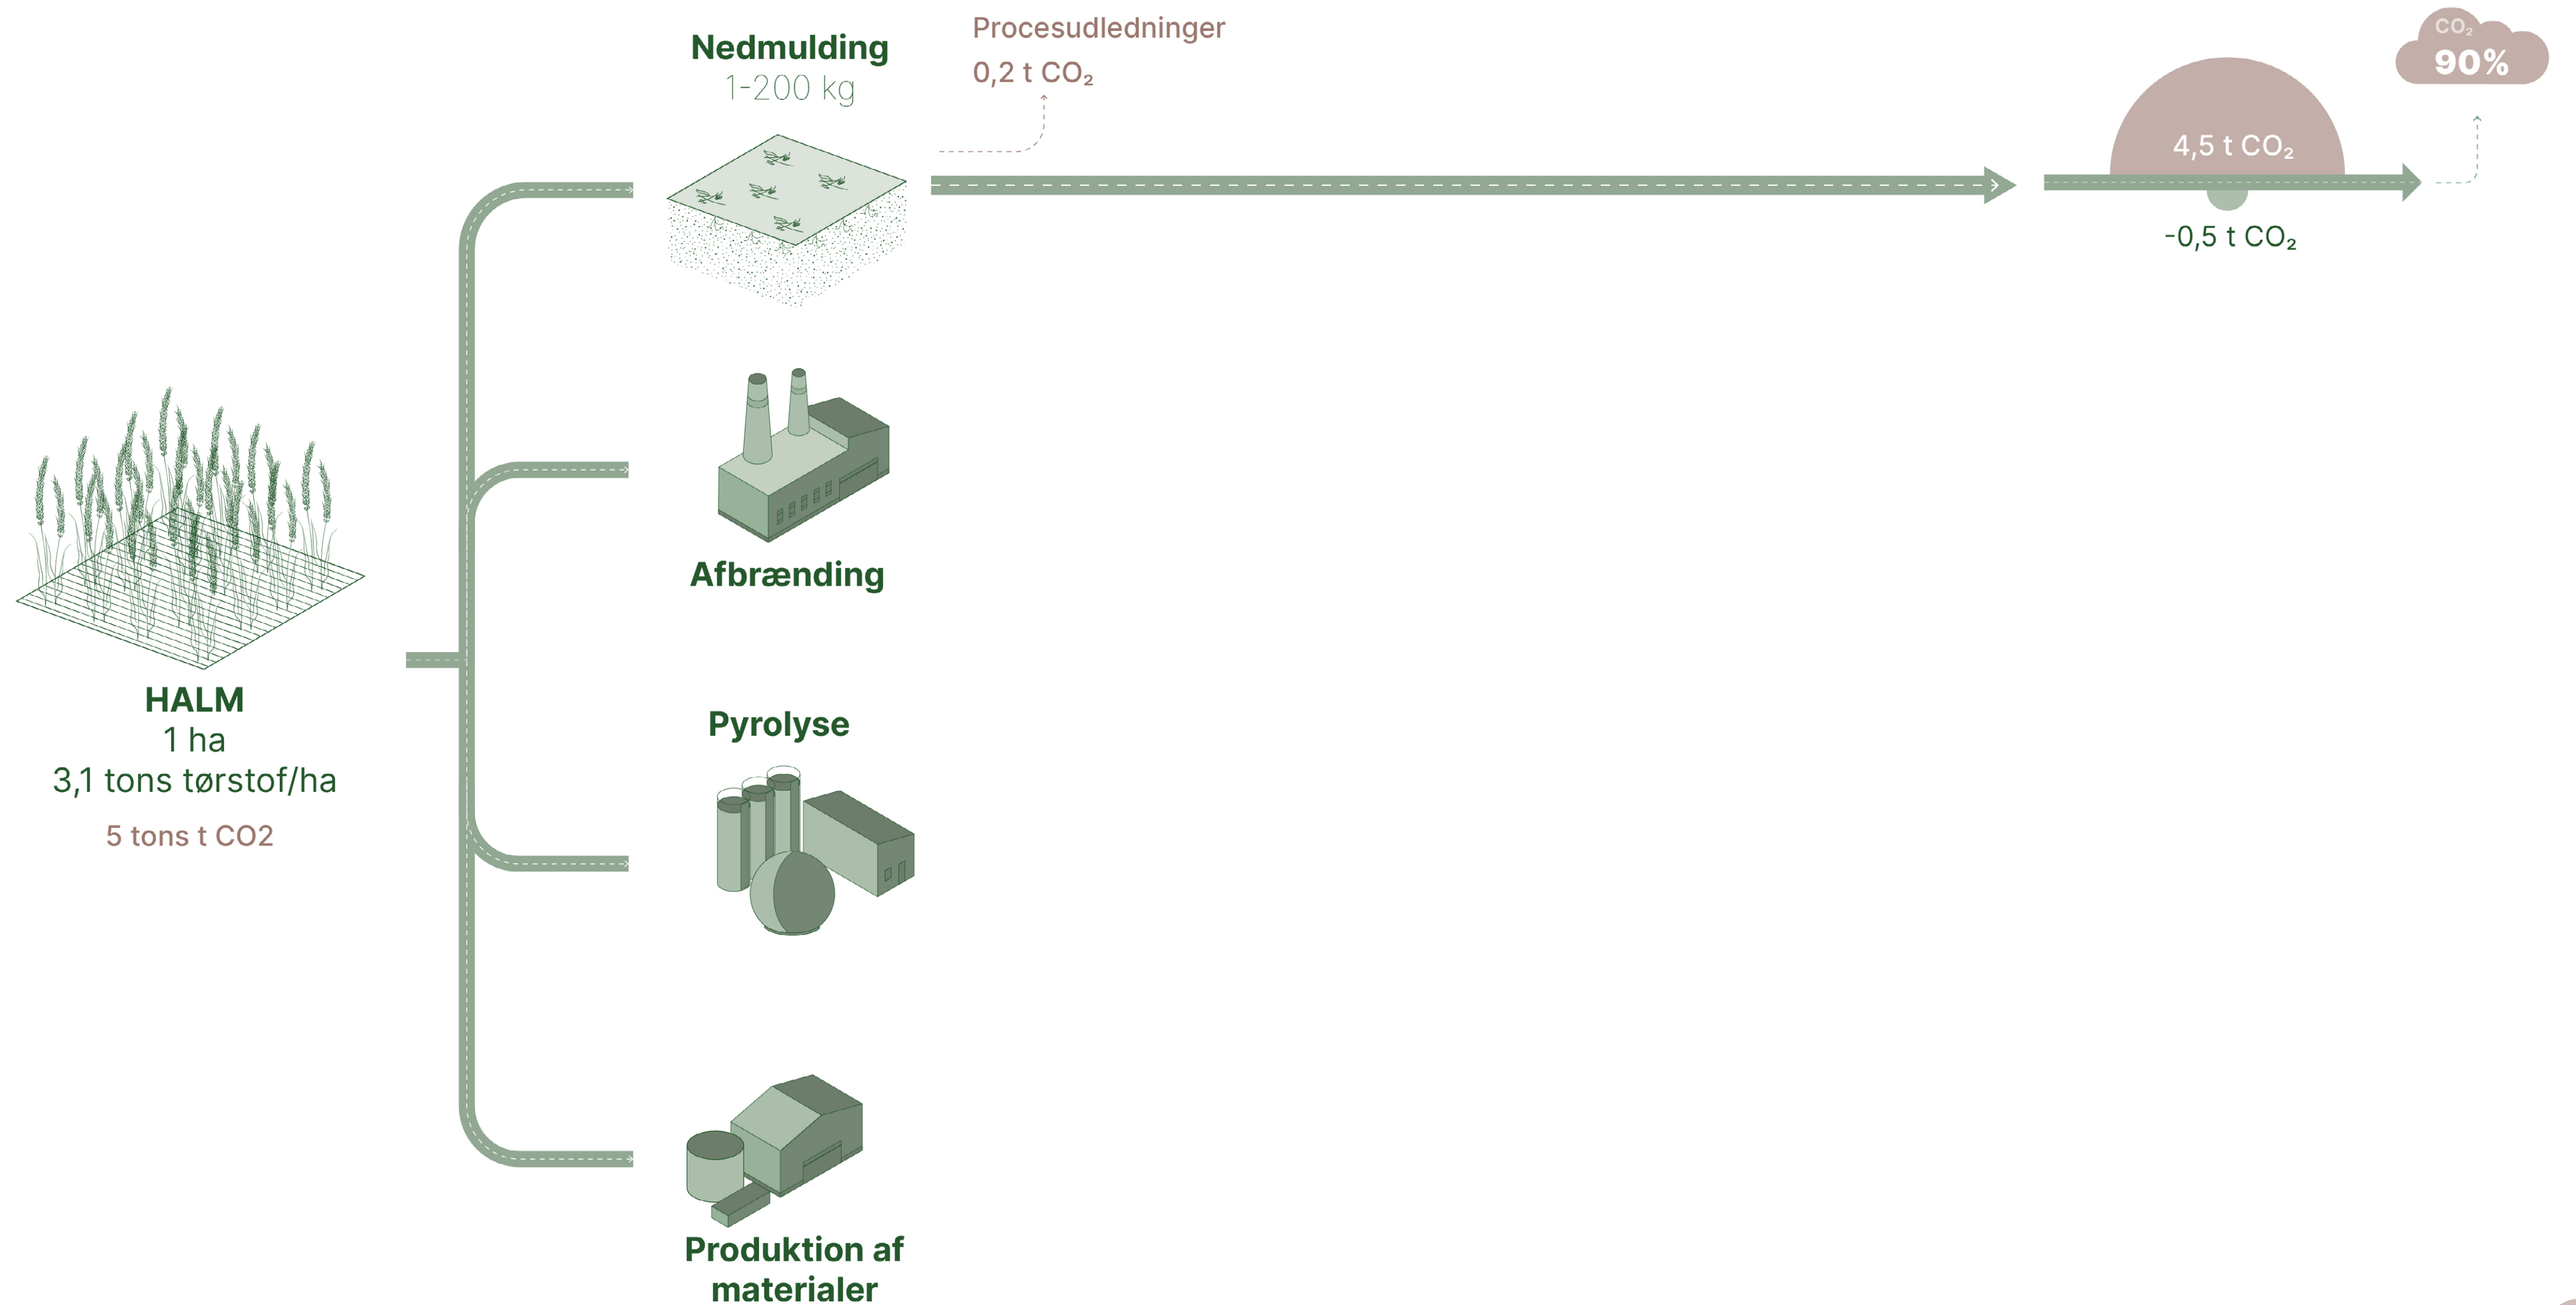 Nedmulding
1-200 kg
Procesudledninger
0,2 t CO₂
CO₂
90%
4,5 t CO₂
-0,5 t CO₂
Afbrænding
HALM
1 ha
3,1 tons tørstof/ha
5 tons t CO2
Pyrolyse
Produktion af
materialer